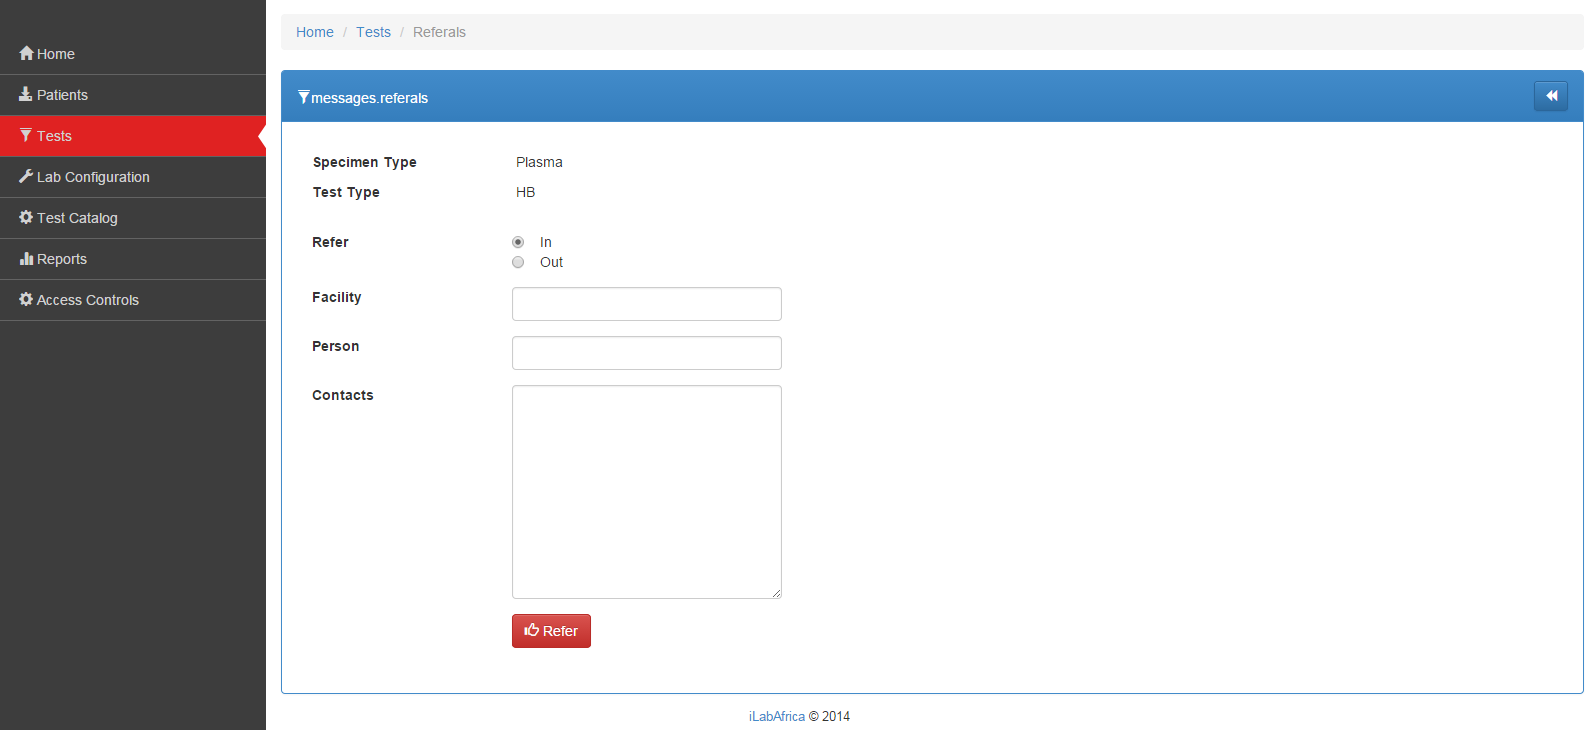 Home / Tests / Referals
Home
Patients
Tests
Lab Configuration
Test Catalog
Reports
Access Controls
messages.referals
Specimen Type Plasma
Test Type HB
Refer In
Out
Facility
Person
Contacts
Refer
iLabAfrica © 2014